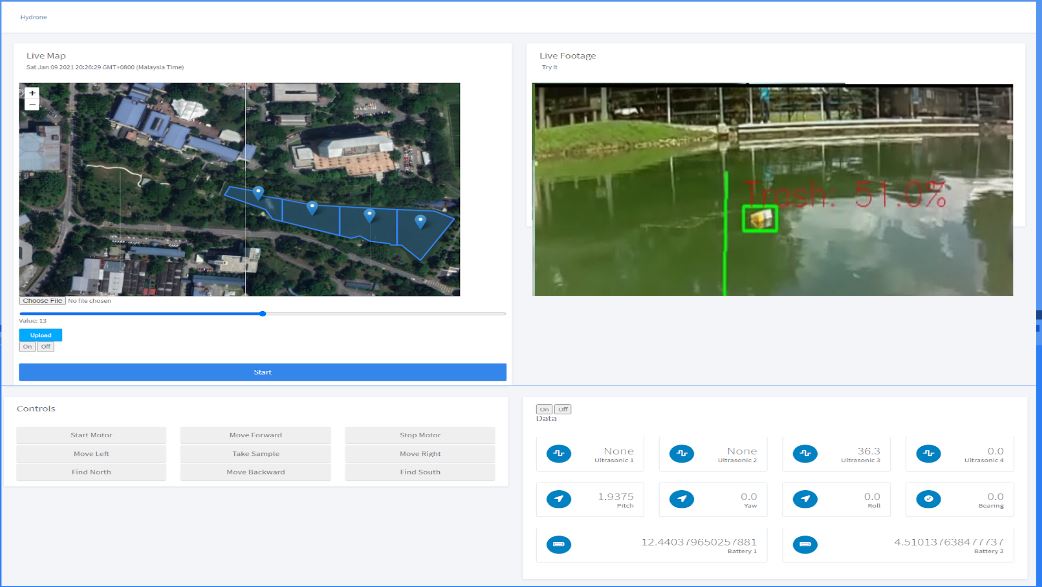 Hydrone
Live Map
Sat Jan 09 2021 20:26:29 GMT+0800 (Malaysia Time)
+
−
Choose File No file chosen
Value: 13
Upload
On Off
Start
Live Footage
Try it
Trash: 51.0%
Controls
Start Motor Move Forward Stop Motor
Move Left Take Sample Move Right
Find North Move Backward Find South
On Off
Data
None None 36.3 0.0
Ultrasonic 1 Ultrasonic 2 Ultrasonic 3 Ultrasonic 4
1.9375 0.0 0.0 0.0
Pitch Yaw Roll Bearing
12.440379650257881 4.510137638477737
Battery 1 Battery 2